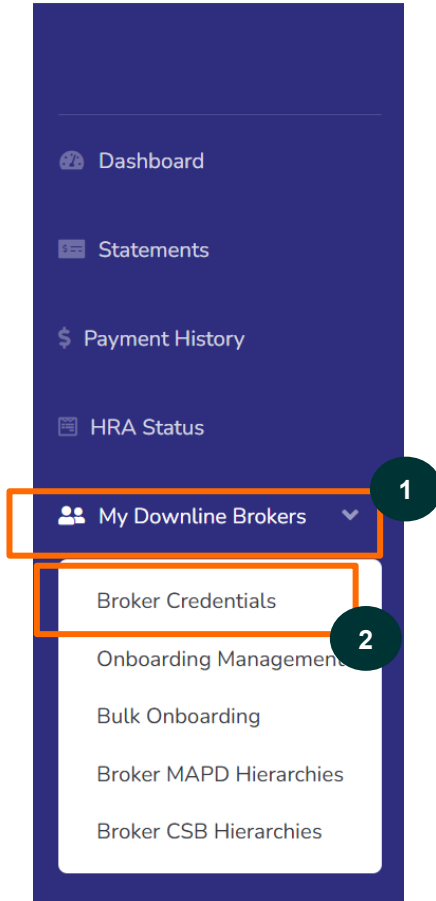 Dashboard
Statements
$ Payment History
HRA Status
1
My Downline Brokers
Broker Credentials
2
Onboarding Management
Bulk Onboarding
Broker MAPD Hierarchies
Broker CSB Hierarchies